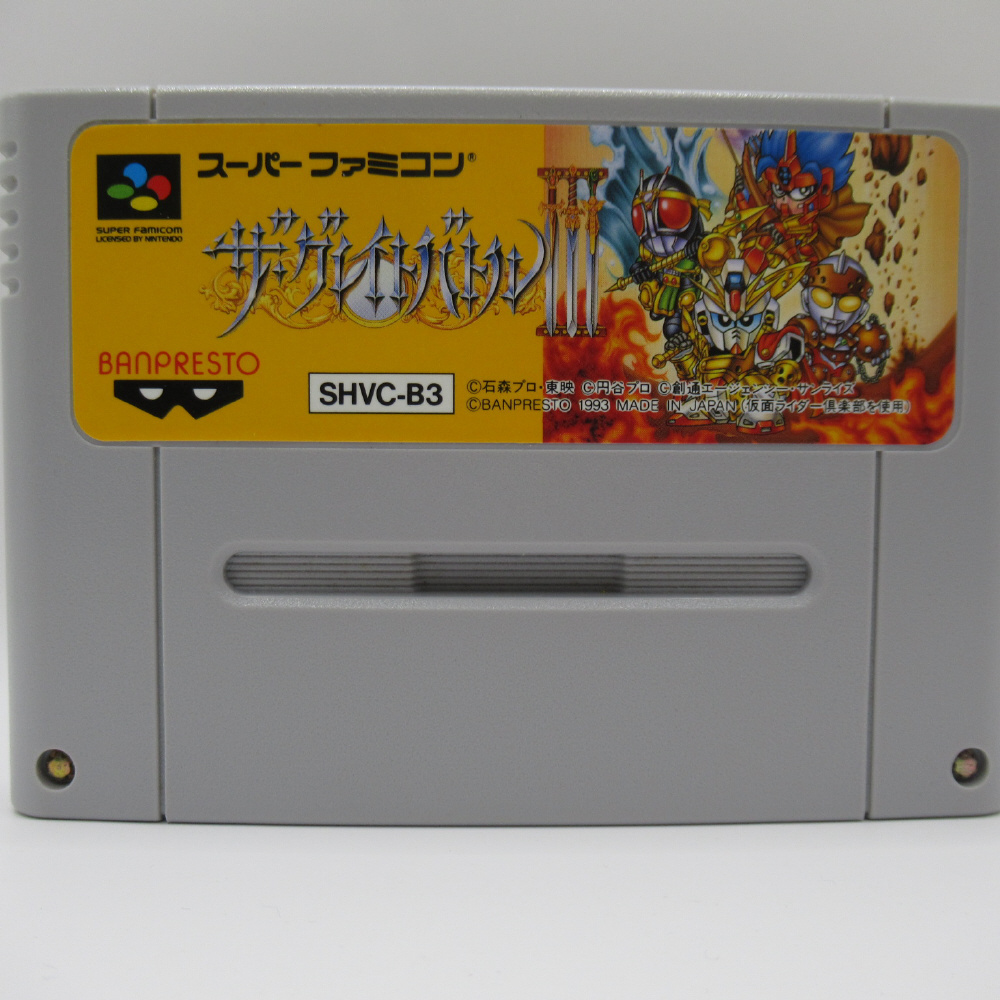 スーパーファミコン®
SUPER FAMICOM
LICENSED BY NINTENDO
ザ・グレイトバトルIII
BANPRESTO
SHVC-B3
©石森プロ・東映 ©円谷プロ ©創通エージェンシー・サンライズ
©BANPRESTO 1993 MADE IN JAPAN (仮面ライダー倶楽部を使用)